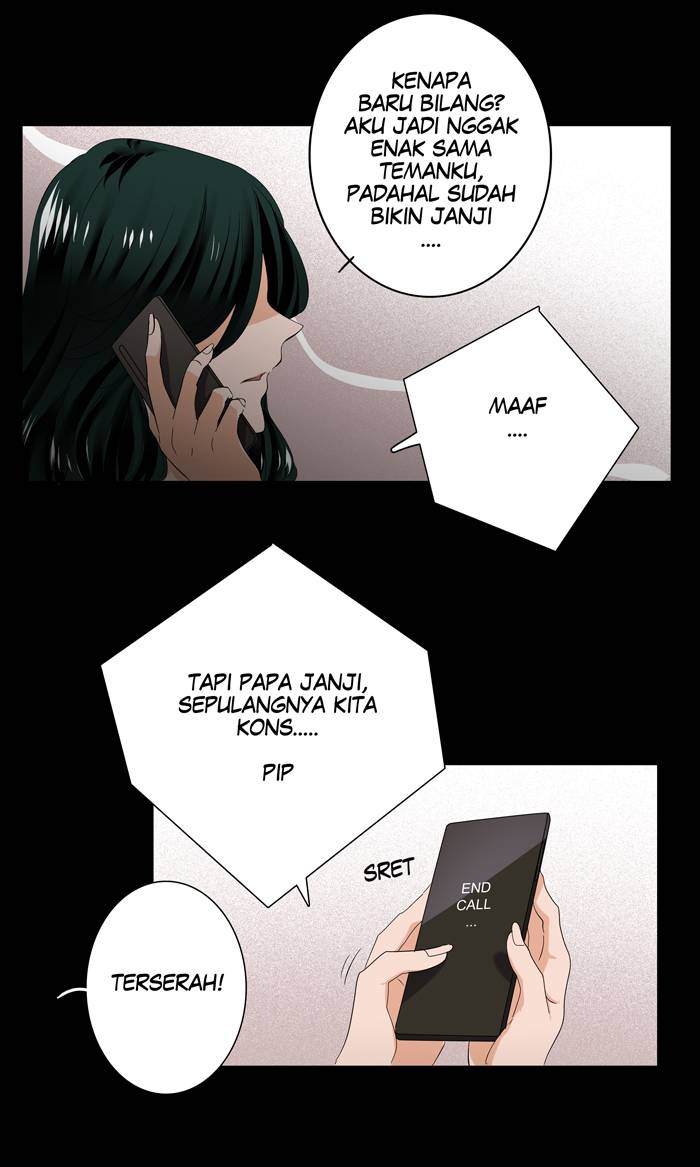 KENAPA
BARU BILANG?
AKU JADI NGGAK
ENAK SAMA
TEMANKU,
PADAHAL SUDAH
BIKIN JANJI
....
MAAF
....
TAPI PAPA JANJI,
SEPULANGNYA KITA
KONS.....
PIP
SRET
END
CALL
...
TERSERAH!